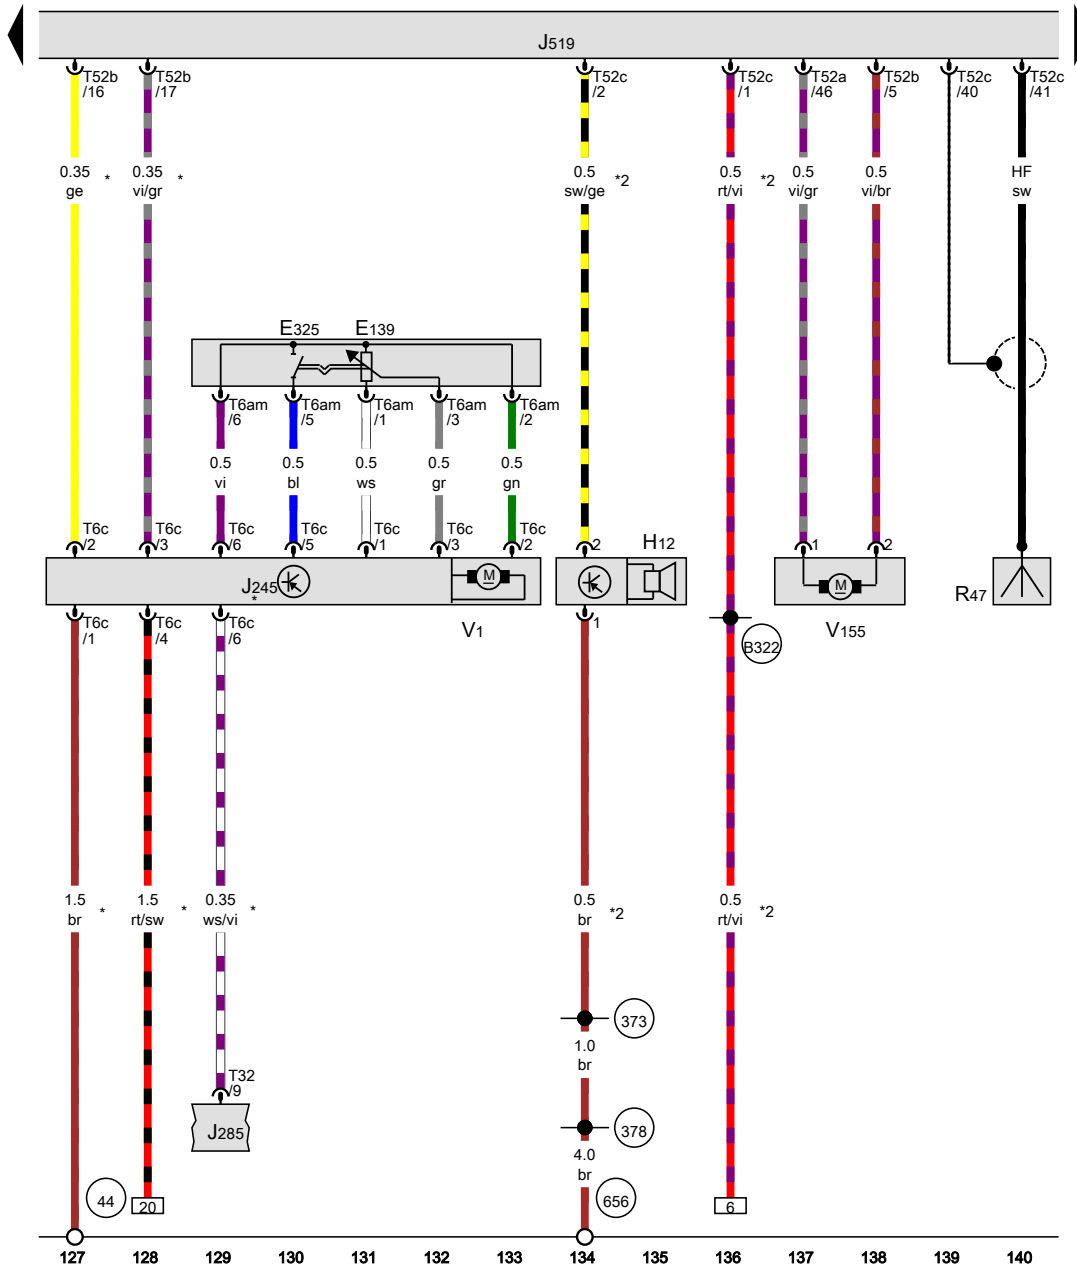 J519
T52b T52b T52c T52c T52a T52b T52c T52c
/16 /17 /2 /1 /46 /5 /40 /41
0.35 * 0.35 * 0.5 *2 0.5 *2 0.5 0.5 HF
ge vi/gr sw/ge rt/vi vi/gr vi/br sw
E325 E139
T6am T6am T6am T6am T6am
/6 /5 /1 /3 /2
0.5 0.5 0.5 0.5 0.5
vi bl ws gr gn
T6c T6c T6c T6c T6c T6c T6c
/2 /3 /6 /5 /1 /3 /2 2 H12 1 2
J245 M M R47
*
T6c T6c T6c 1 V1 V155
/1 /4 /6 B322
1.5 * 1.5 * 0.35 * 0.5 *2 0.5 *2
br rt/sw ws/vi br rt/vi
373
1.0
br
T32
/9
J285 378
4.0
br
44 20 656 6
127 128 129 130 131 132 133 134 135 136 137 138 139 140